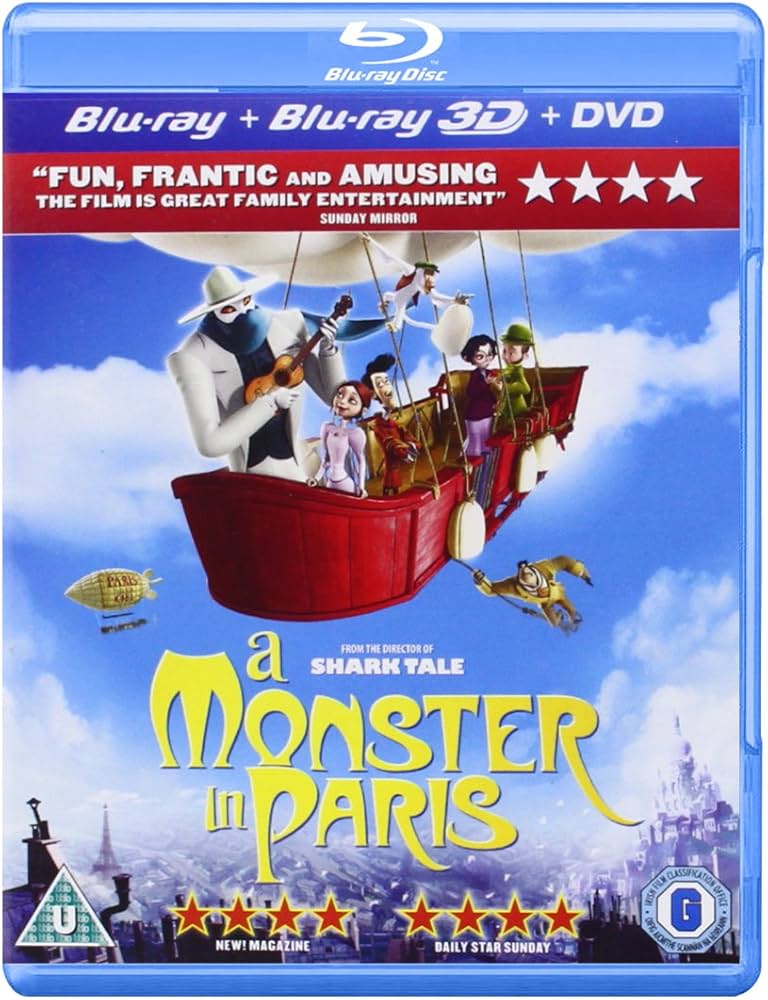 Blu-ray Disc™
Blu-ray + Blu-ray 3D + DVD
“FUN, FRANTIC AND AMUSING
THE FILM IS GREAT FAMILY ENTERTAINMENT”
SUNDAY MIRROR
PARIS
FROM THE DIRECTOR OF
SHARK TALE
a
MONSTER
in PARIS
U
NEW! MAGAZINE
DAILY STAR SUNDAY
IRISH FILM CLASSIFICATION OFFICE
G